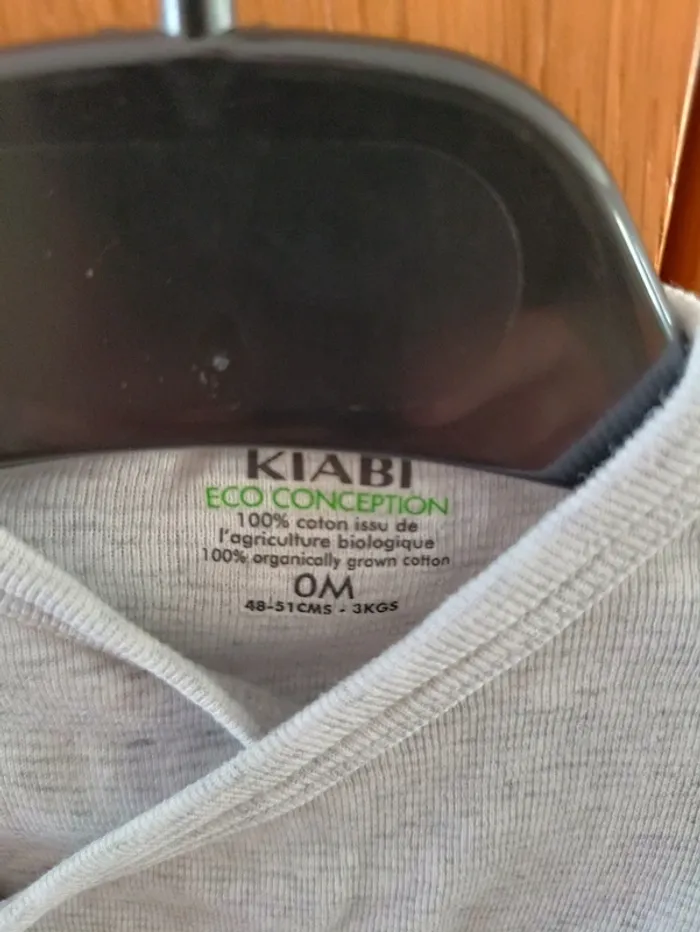 KIABI
ECO CONCEPTION
100% coton issu de
l'agriculture biologique
100% organically grown cotton
0M
48-51CMS - 3KGS